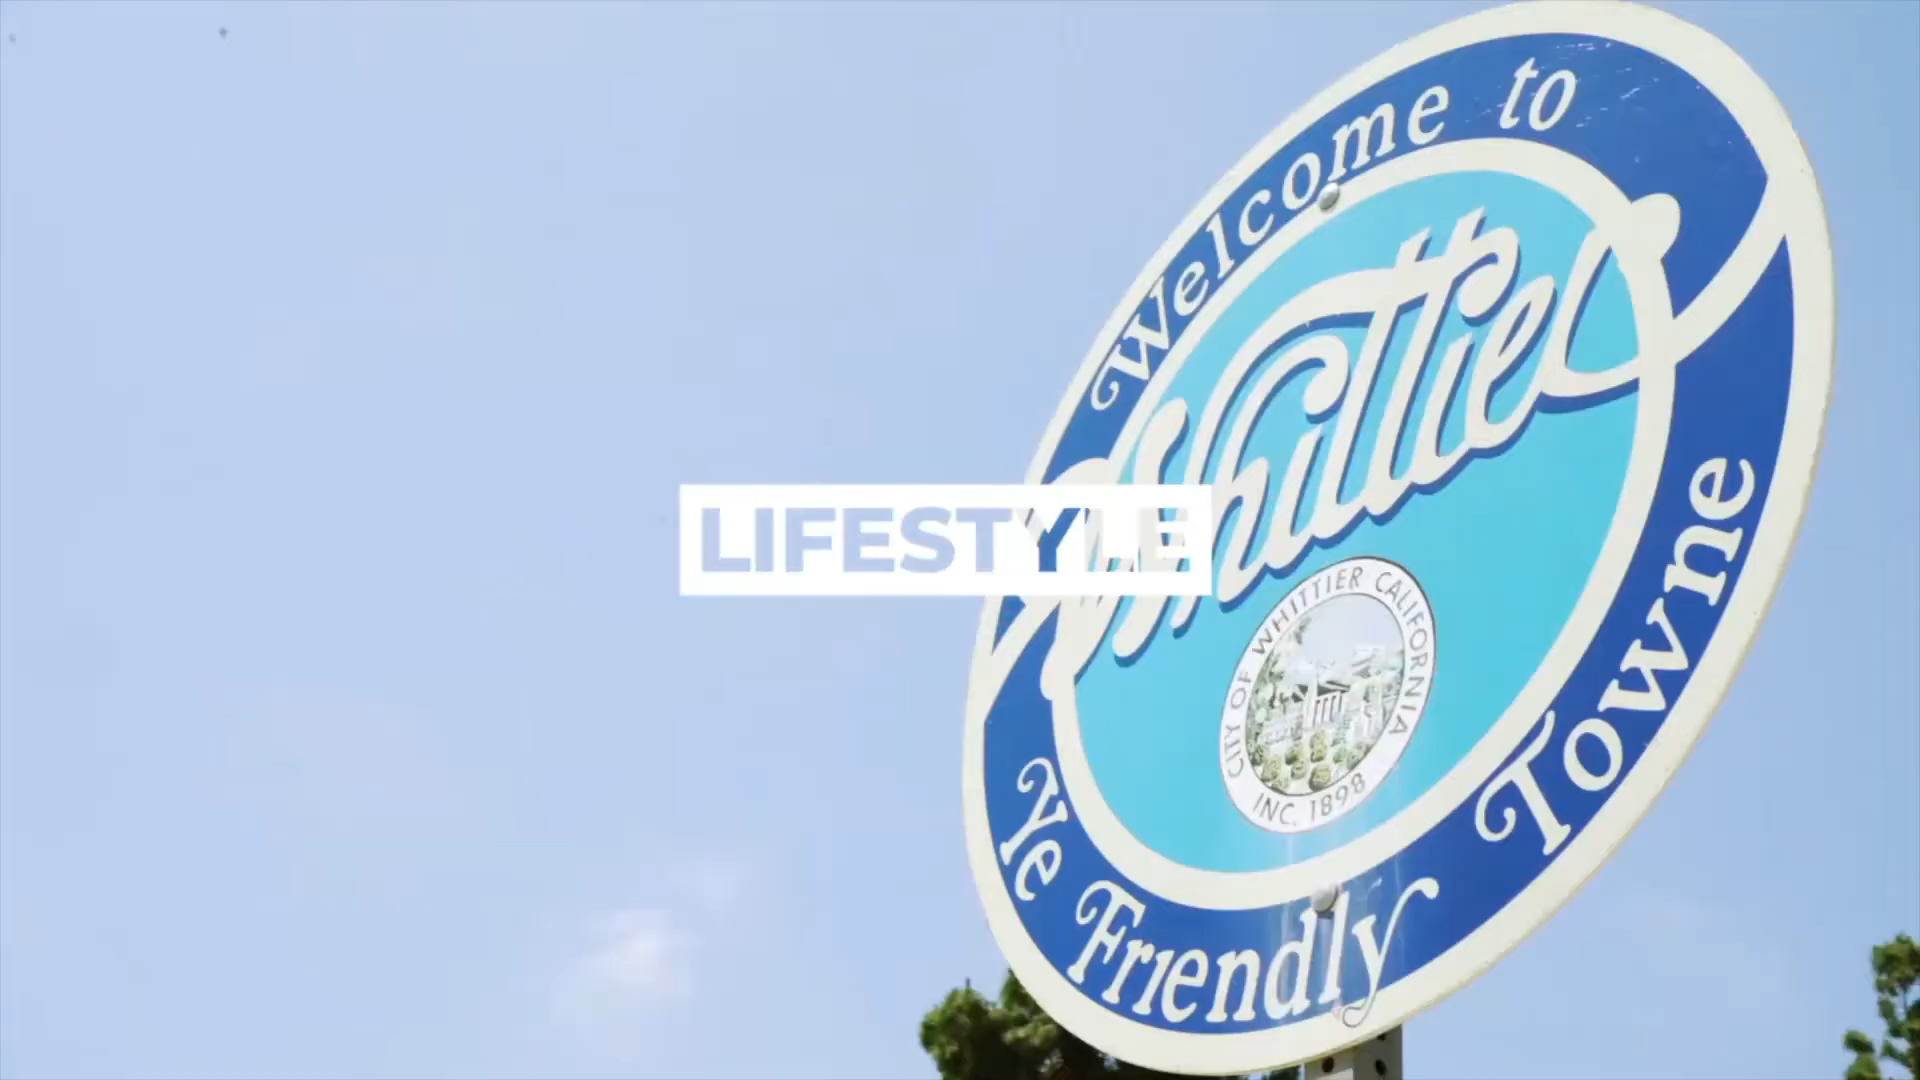 Welcome to
Whittier
LIFESTYLE
CITY OF WHITTIER CALIFORNIA
INC. 1898
Ye Friendly Towne